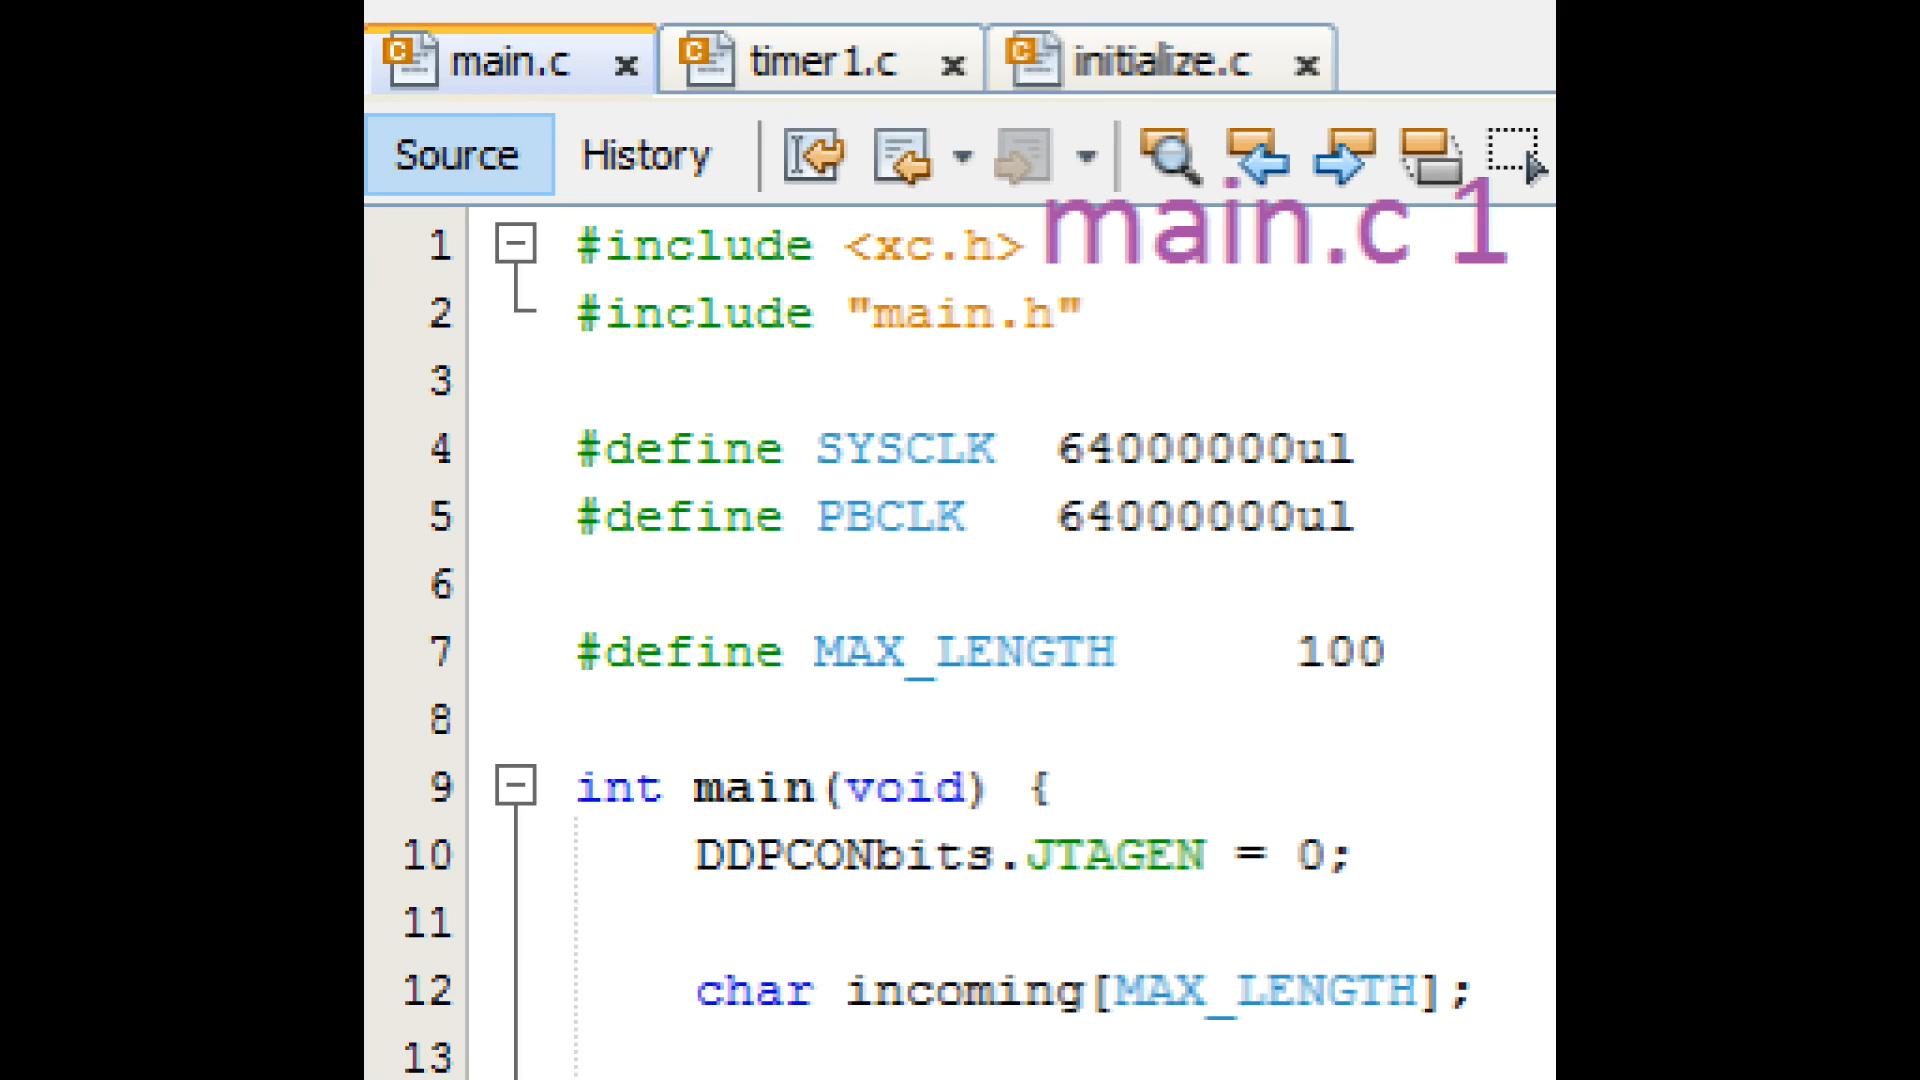 main.c x timer1.c x initialize.c x
Source History
main.c 1
1 #include <xc.h>
2 #include "main.h"
3
4 #define SYSCLK 64000000ul
5 #define PBCLK 64000000ul
6
7 #define MAX_LENGTH 100
8
9 int main(void) {
10 DDPCONbits.JTAGEN = 0;
11
12 char incoming[MAX_LENGTH];
13